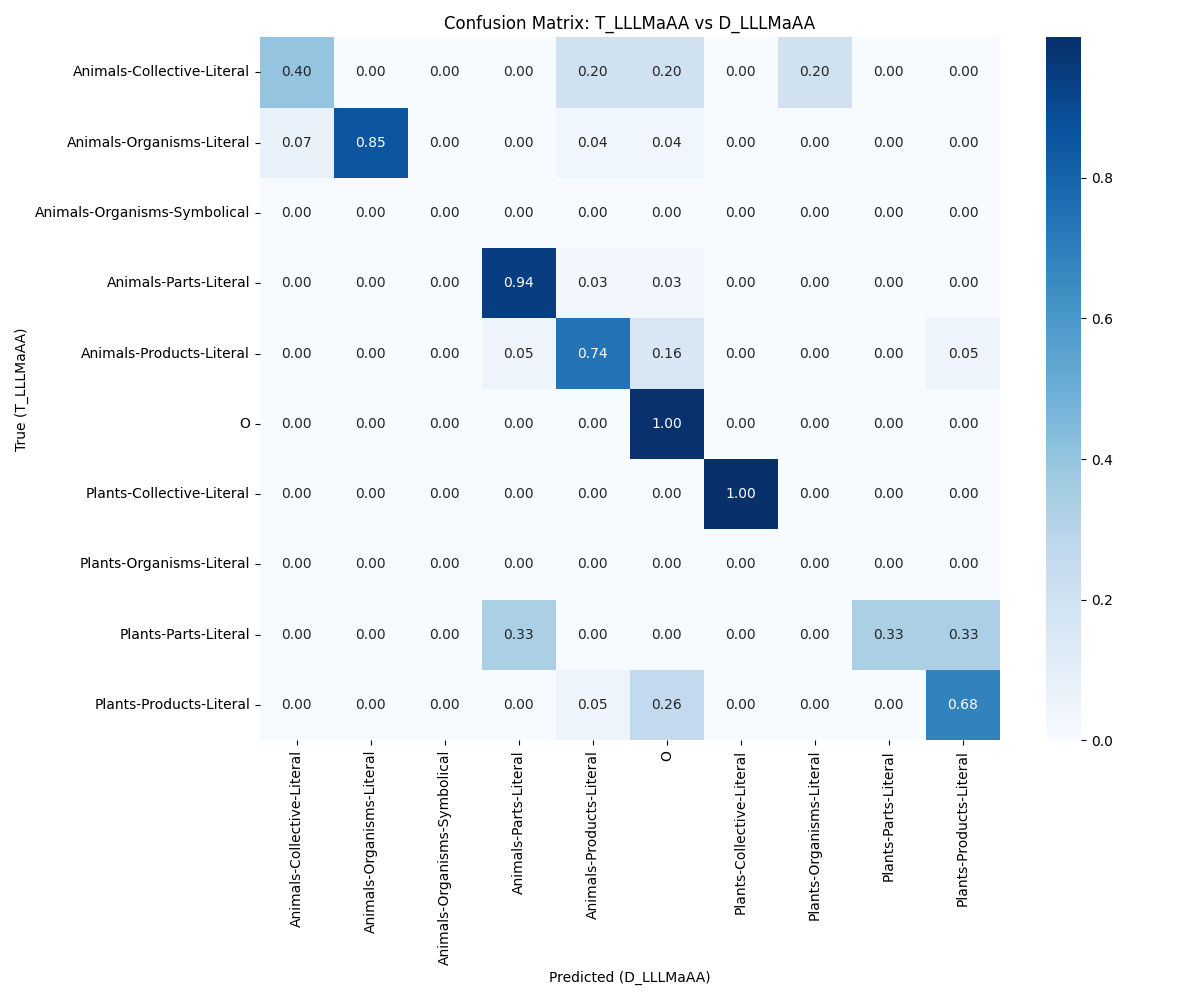 Confusion Matrix: T_LLLMaAA vs D_LLLMaAA
Animals-Collective-Literal 0.40 0.00 0.00 0.00 0.20 0.20 0.00 0.20 0.00 0.00
Animals-Organisms-Literal 0.07 0.85 0.00 0.00 0.04 0.04 0.00 0.00 0.00 0.00
Animals-Organisms-Symbolical 0.00 0.00 0.00 0.00 0.00 0.00 0.00 0.00 0.00 0.00
Animals-Parts-Literal 0.00 0.00 0.00 0.94 0.03 0.03 0.00 0.00 0.00 0.00
Animals-Products-Literal 0.00 0.00 0.00 0.05 0.74 0.16 0.00 0.00 0.00 0.05
O 0.00 0.00 0.00 0.00 0.00 1.00 0.00 0.00 0.00 0.00
Plants-Collective-Literal 0.00 0.00 0.00 0.00 0.00 0.00 1.00 0.00 0.00 0.00
Plants-Organisms-Literal 0.00 0.00 0.00 0.00 0.00 0.00 0.00 0.00 0.00 0.00
Plants-Parts-Literal 0.00 0.00 0.00 0.33 0.00 0.00 0.00 0.00 0.33 0.33
Plants-Products-Literal 0.00 0.00 0.00 0.00 0.05 0.26 0.00 0.00 0.00 0.68
True (T_LLLMaAA)
Animals-Collective-Literal
Animals-Organisms-Literal
Animals-Organisms-Symbolical
Animals-Parts-Literal
Animals-Products-Literal
O
Plants-Collective-Literal
Plants-Organisms-Literal
Plants-Parts-Literal
Plants-Products-Literal
Predicted (D_LLLMaAA)
0.8
0.6
0.4
0.2
0.0